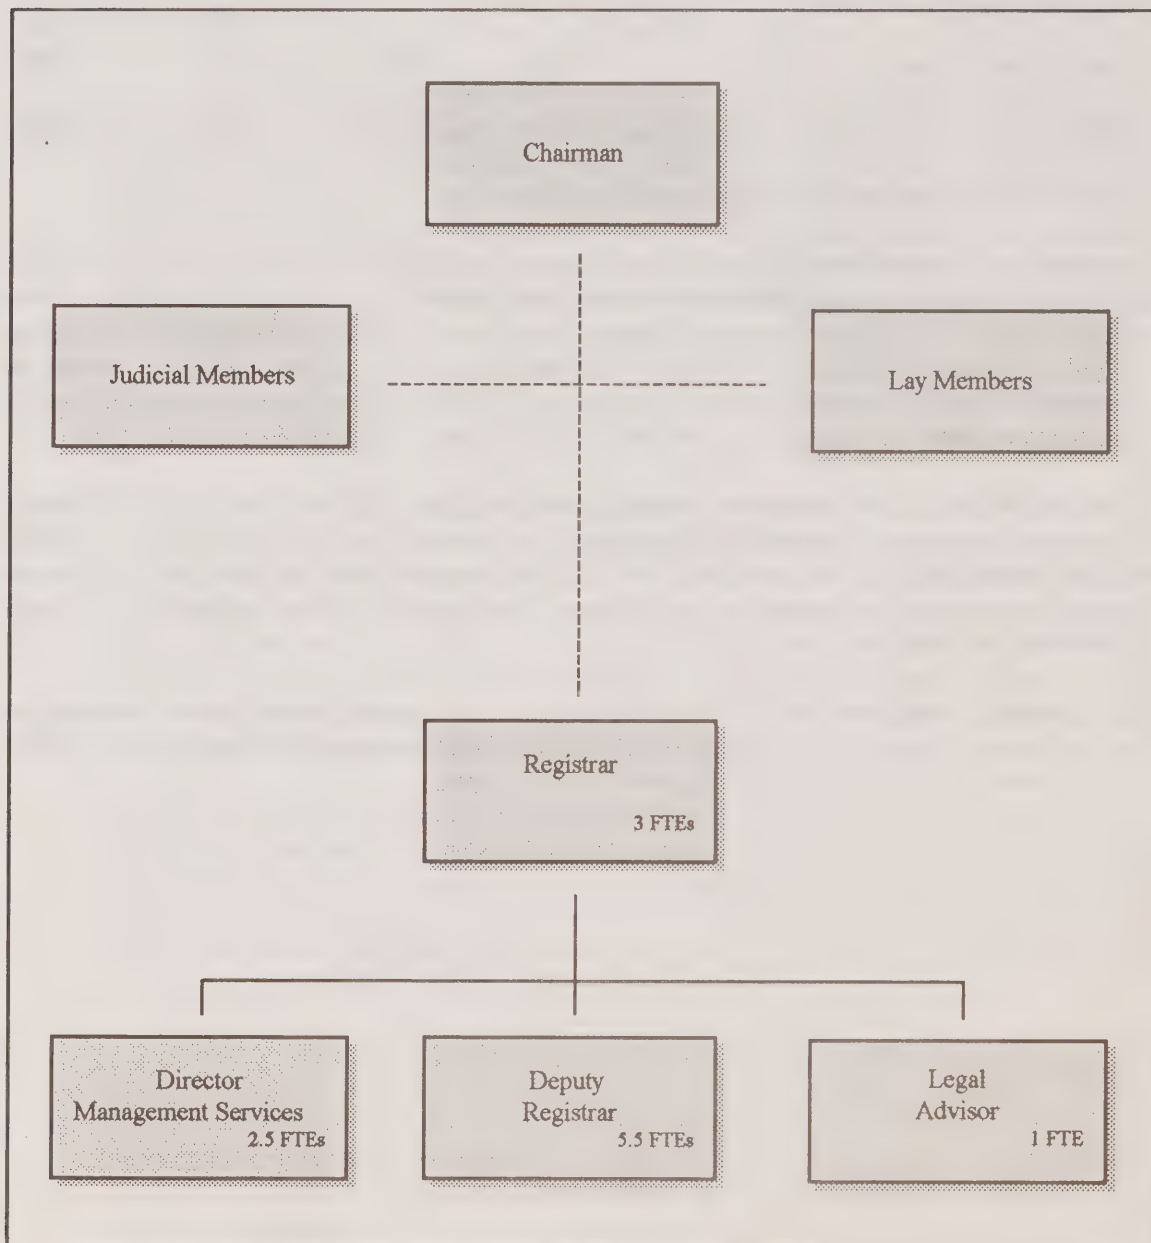 Chairman
Judicial Members
Lay Members
Registrar
3 FTEs
Director
Management Services
2.5 FTEs
Deputy
Registrar
5.5 FTEs
Legal
Advisor
1 FTE